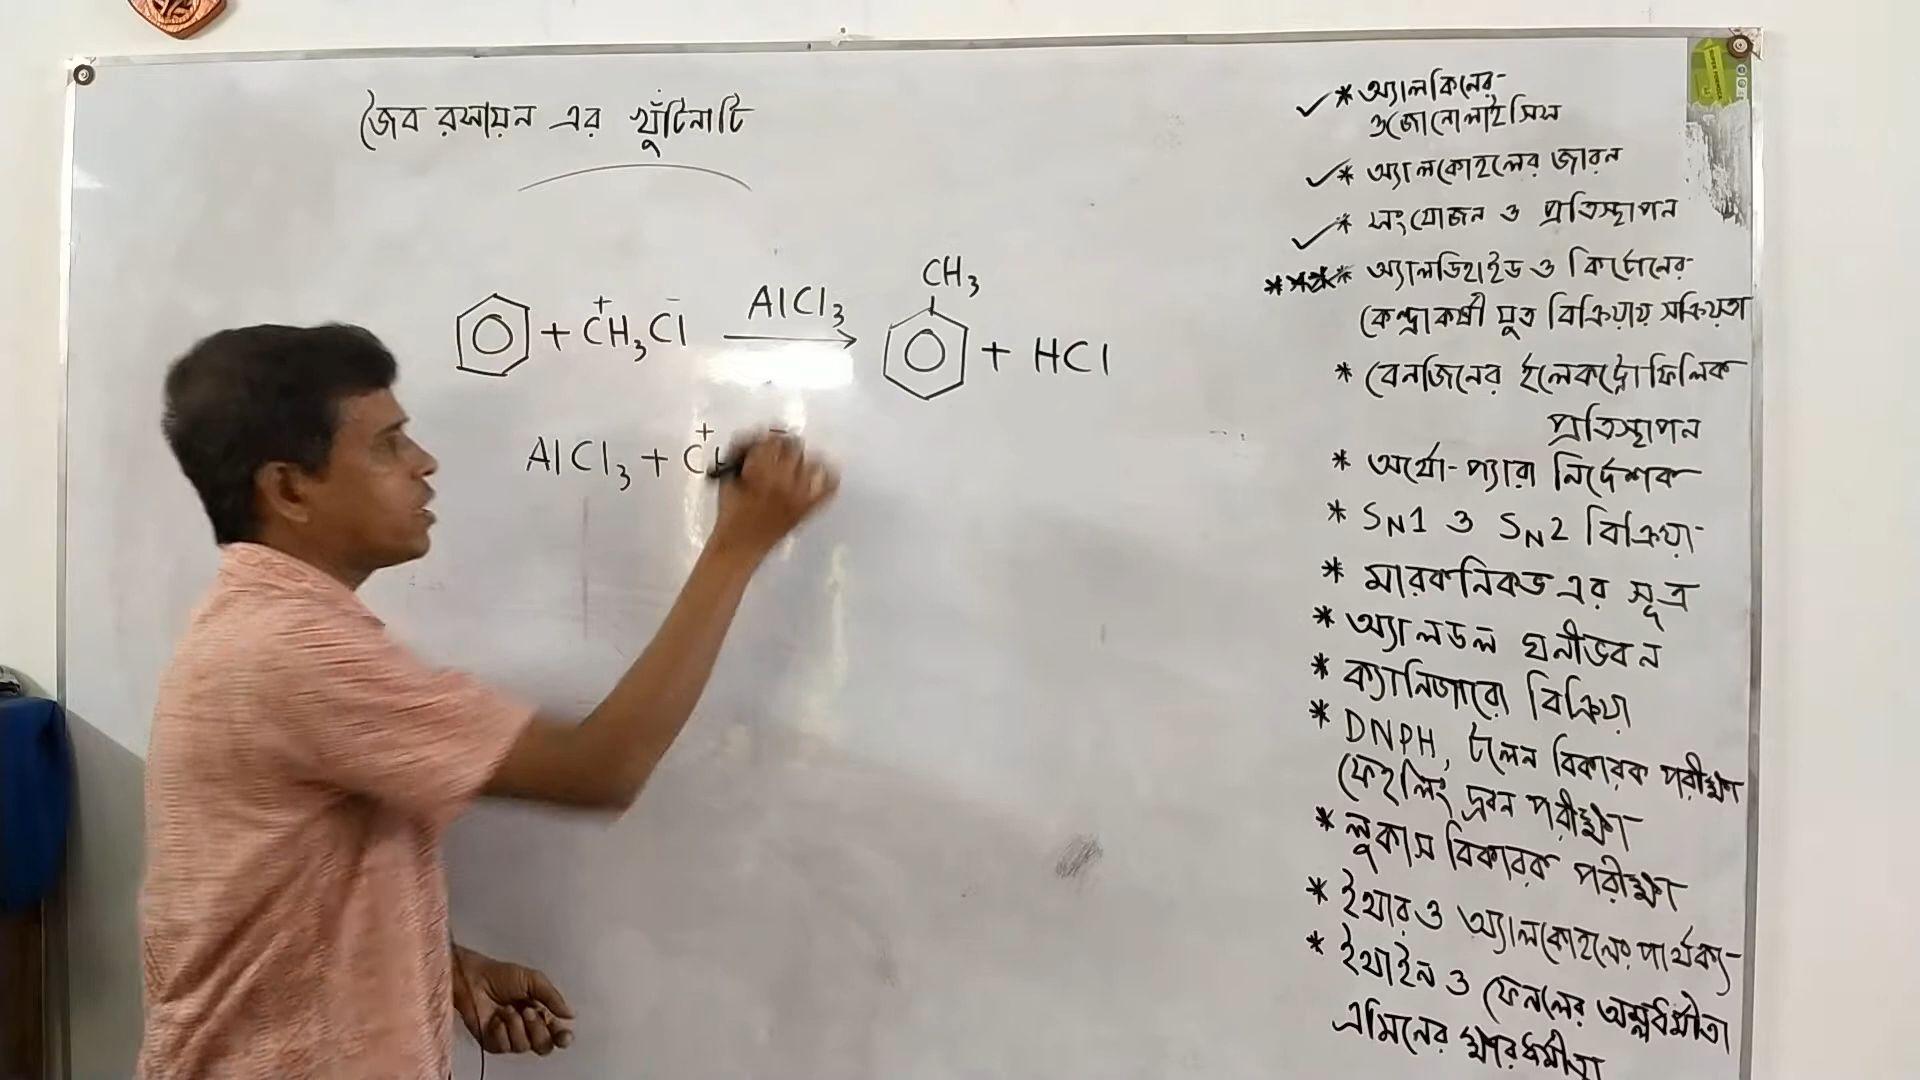 জৈব রসায়ন এর খুঁটিনাটি
CH₃
+ C⁺H₃Cl⁻ AlCl₃ → + HCl
AlCl₃ + C⁺
✓* অ্যালকিনের
ওজোনোলাইসিস
✓* অ্যালকোহলের জারন
✓* সংযোজন ও প্রতিস্থাপন
**** অ্যালডিহাইড ও কিটোনের
কেন্দ্রাকর্ষী যুত বিক্রিয়ায় সক্রিয়তা
* বেনজিনের ইলেকট্রোফিলিক
প্রতিস্থাপন
* অর্থো-প্যারা নির্দেশক
* SN1 ও SN2 বিক্রিয়া
* মারকনিকভ এর সূত্র
* অ্যালডল ঘনীভবন
* ক্যানিজারো বিক্রিয়া
* DNPH, টলেন বিকারক পরীক্ষা
ফেহলিং দ্রবন পরীক্ষা
* লুকাস বিকারক পরীক্ষা
* ইথার ও অ্যালকোহলের পার্থক্য
* ইথাইন ও ফেনলের অম্লধর্মীতা
এমিনের ক্ষারধর্মীতা